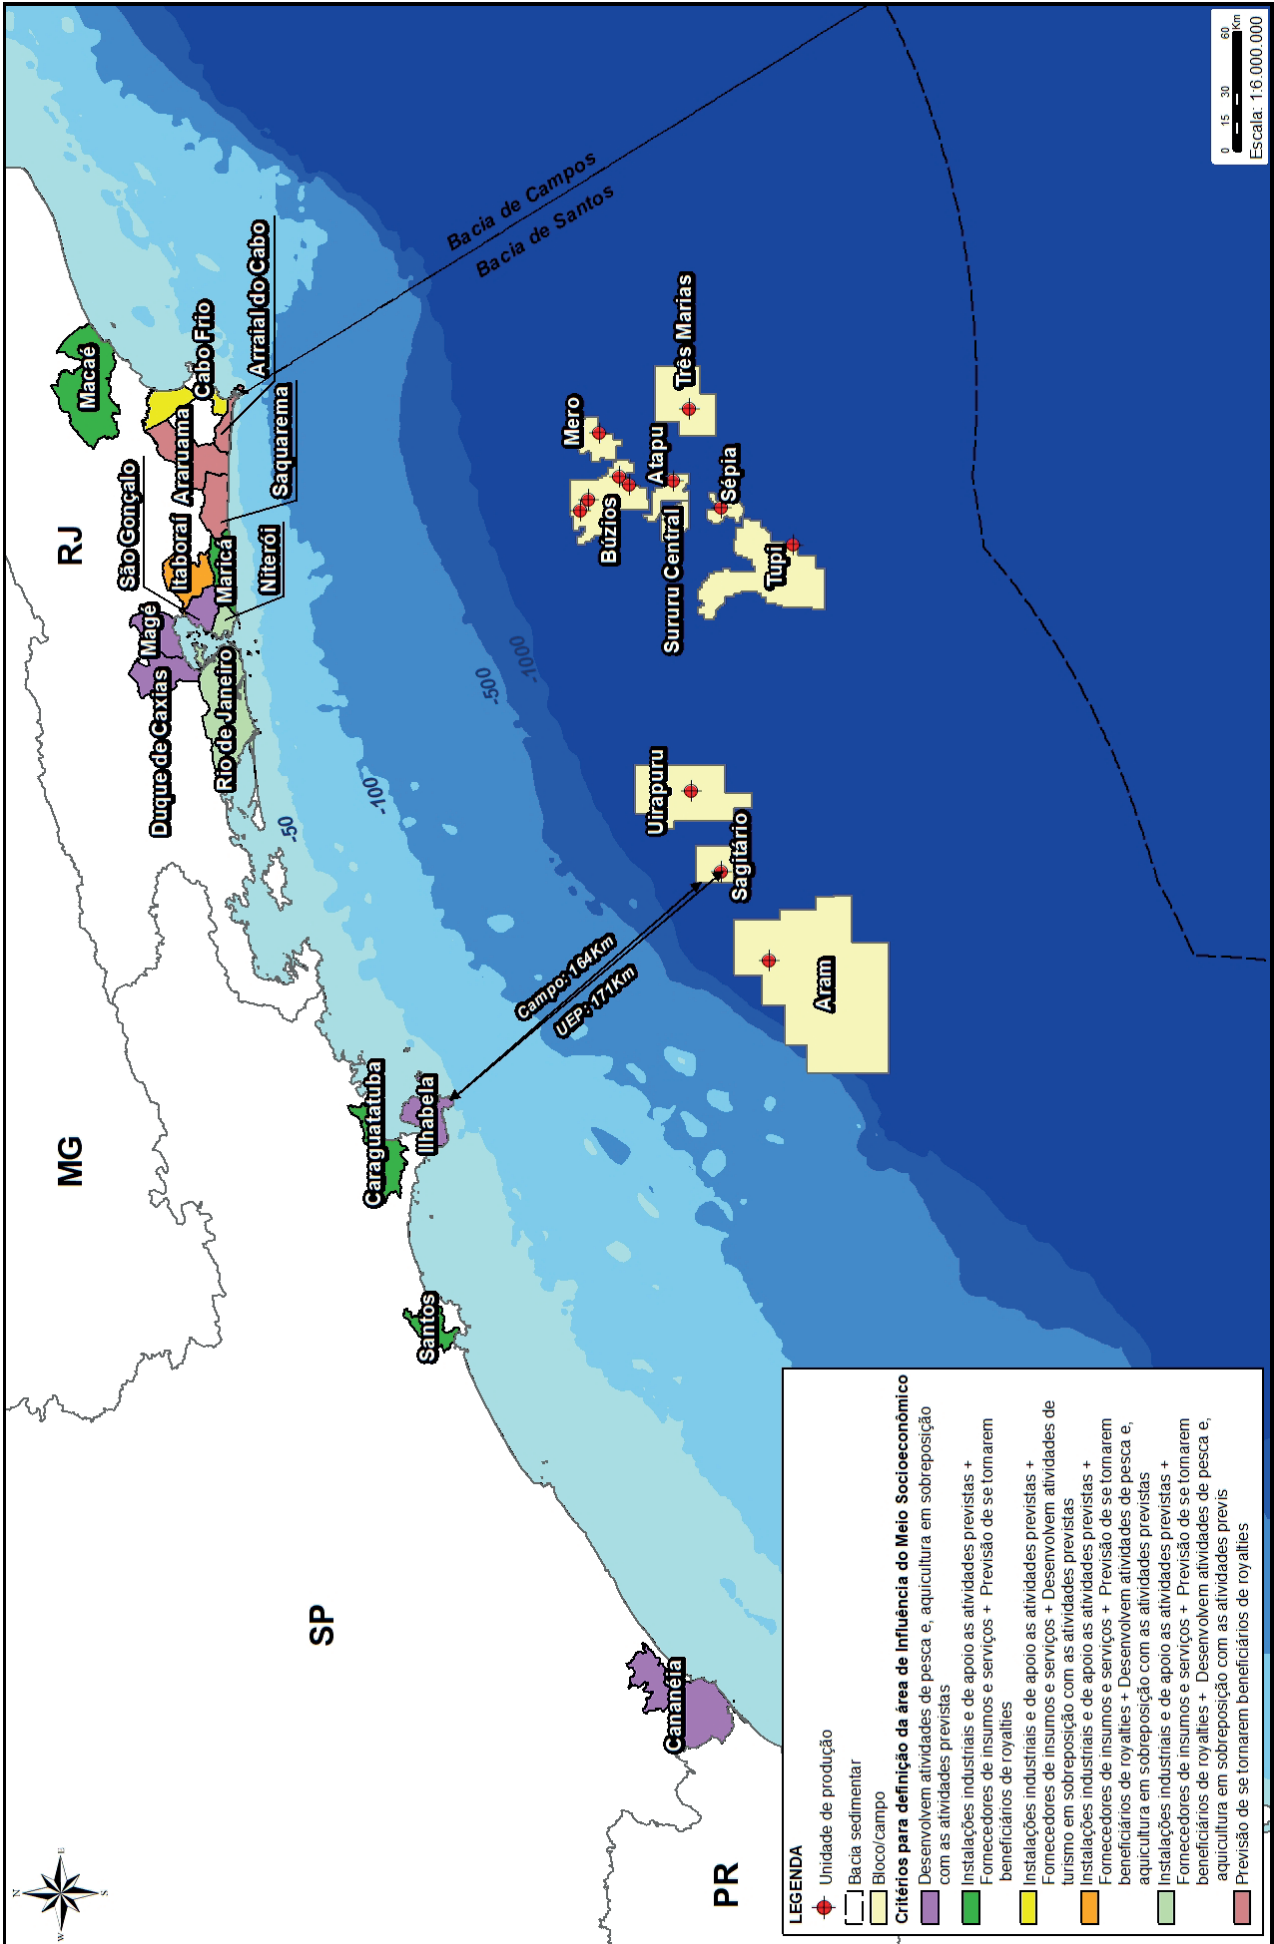 N
W
E
S
MG
RJ
SP
PR
Macaé
Cabo Frio
Arraial do Cabo
Araruama
Saquarema
São Gonçalo
Itaboraí
Maricá
Niterói
Magé
Duque de Caxias
Rio de Janeiro
Caraguatatuba
Ilhabela
Santos
Cananéia
-50
-100
-500
-1000
Bacia de Campos
Bacia de Santos
Mero
Búzios
Atapu
Três Marias
Sururu Central
Sépia
Tupi
Uirapuru
Sagitário
Aram
Campo: 164Km
UEP: 171Km
LEGENDA
Unidade de produção
Bacia sedimentar
Bloco/campo
Critérios para definição da área de Influência do Meio Socioeconômico
Desenvolvem atividades de pesca e, aquicultura em sobreposição
com as atividades previstas
Instalações industriais e de apoio as atividades previstas +
Fornecedores de insumos e serviços + Previsão de se tornarem
beneficiários de royalties
Instalações industriais e de apoio as atividades previstas +
Fornecedores de insumos e serviços + Desenvolvem atividades de
turismo em sobreposição com as atividades previstas
Instalações industriais e de apoio as atividades previstas +
Fornecedores de insumos e serviços + Previsão de se tornarem
beneficiários de royalties + Desenvolvem atividades de pesca e,
aquicultura em sobreposição com as atividades previstas
Instalações industriais e de apoio as atividades previstas +
Fornecedores de insumos e serviços + Previsão de se tornarem
beneficiários de royalties + Desenvolvem atividades de pesca e,
aquicultura em sobreposição com as atividades previs
Previsão de se tornarem beneficiários de royalties
0 15 30 60
Km
Escala: 1:6.000.000